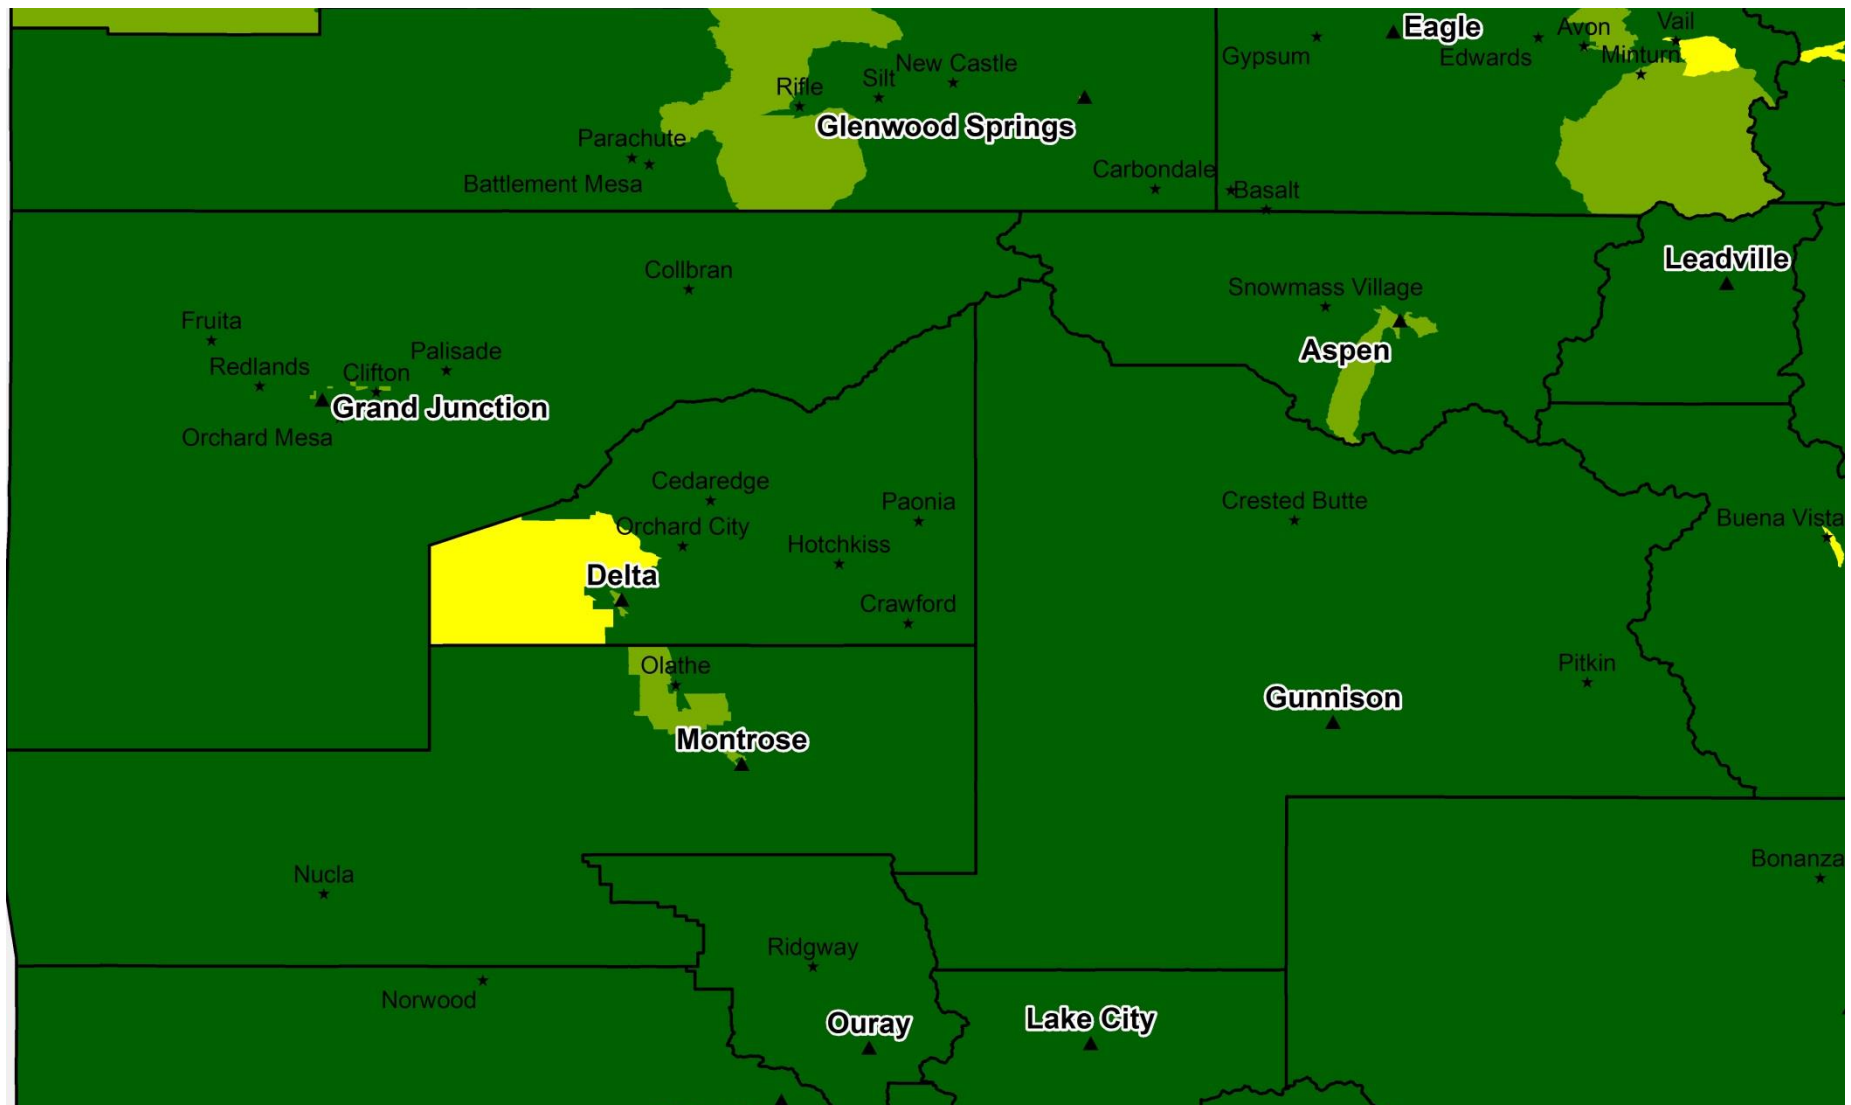 Eagle
Vail
Avon
Gypsum
Edwards
Minturn
New Castle
Silt
Rifle
Glenwood Springs
Parachute
Battlement Mesa
Carbondale
Basalt
Leadville
Collbran
Snowmass Village
Fruita
Aspen
Palisade
Redlands
Clifton
Grand Junction
Orchard Mesa
Cedaredge
Paonia
Crested Butte
Buena Vista
Orchard City
Hotchkiss
Delta
Crawford
Olathe
Pitkin
Gunnison
Montrose
Bonanza
Nucla
Ridgway
Norwood
Ouray
Lake City